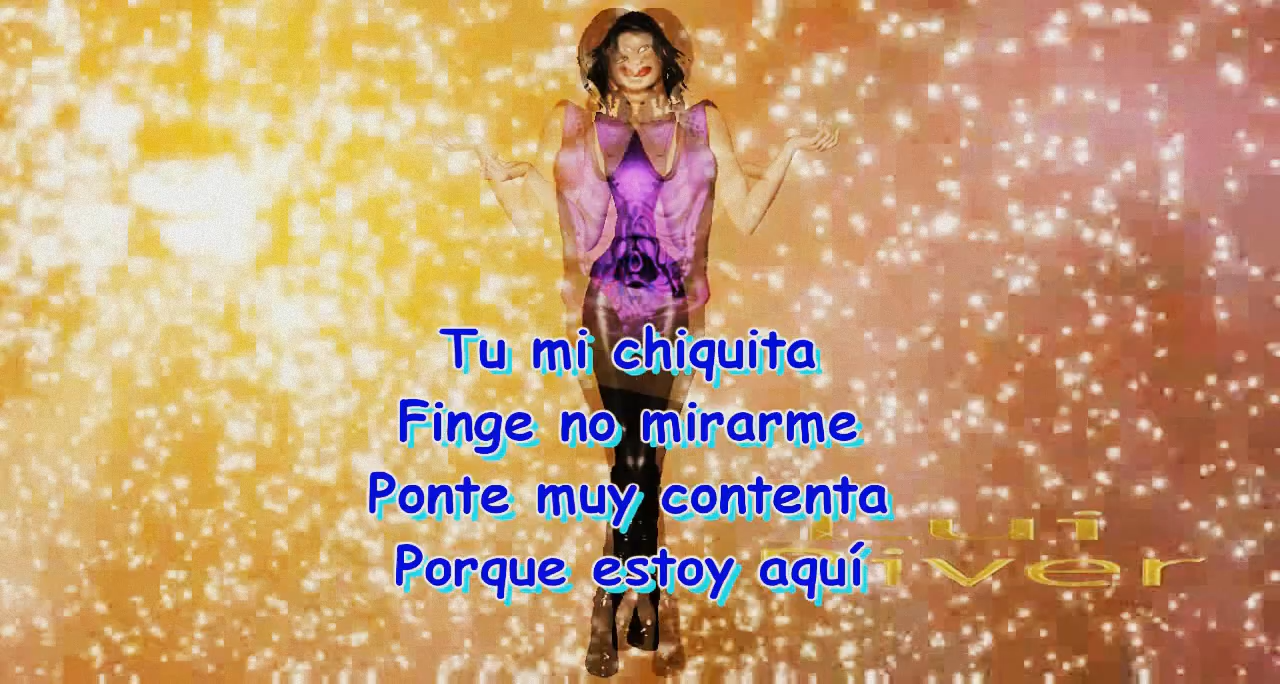 Tu mi chiquita
Finge no mirarme
Ponte muy contenta
Porque estoy aquí